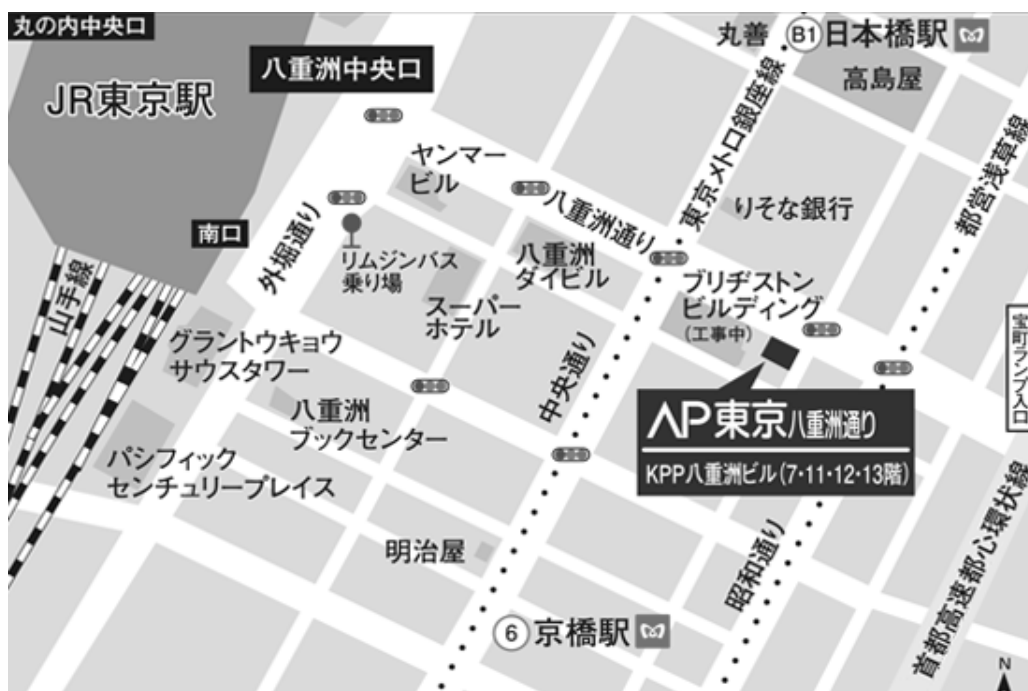 丸の内中央口
JR東京駅
八重洲中央口
丸善
B1
日本橋駅
高島屋
ヤンマー
ビル
東京メトロ銀座線
都営浅草線
八重洲通り
りそな銀行
南口
外堀通り
リムジンバス
乗り場
八重洲
ダイビル
ブリヂストン
ビルディング
(工事中)
山手線
スーパー
ホテル
宝町ランプ入口
グラントウキョウ
サウスタワー
中央通り
八重洲
ブックセンター
AP東京八重洲通り
KPP八重洲ビル(7・11・12・13階)
パシフィック
センチュリープレイス
明治屋
昭和通り
首都高速都心環状線
6
京橋駅
N